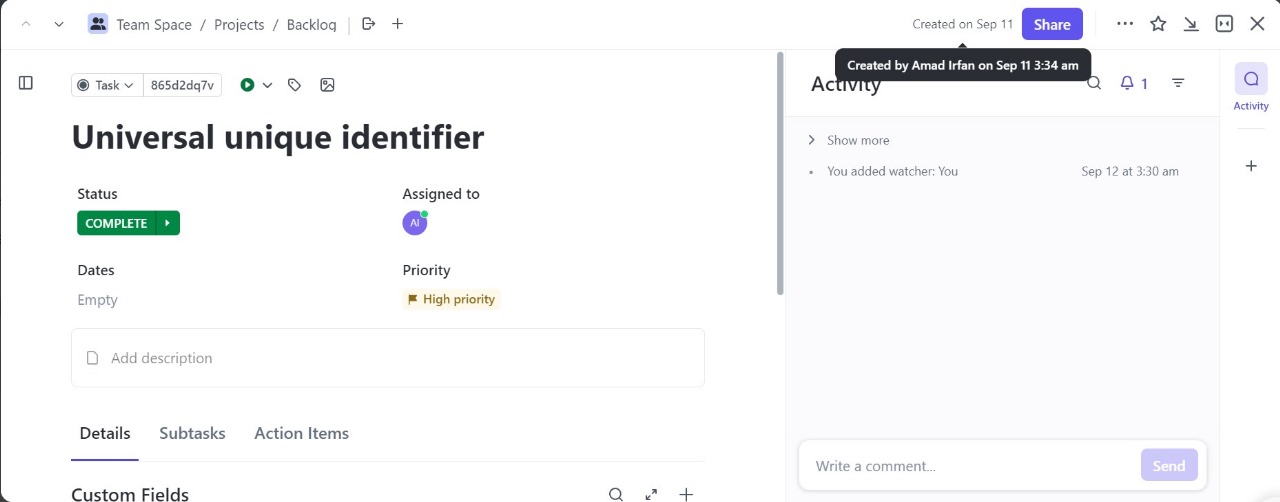 Team Space / Projects / Backlog
Created on Sep 11
Share
Created by Amad Irfan on Sep 11 3:34 am
Task
865d2dq7v
Universal unique identifier
Status
Assigned to
COMPLETE
AI
Dates
Priority
Empty
High priority
Add description
Details
Subtasks
Action Items
Custom Fields
Activity
1
Show more
You added watcher: You
Sep 12 at 3:30 am
Write a comment...
Send
Activity